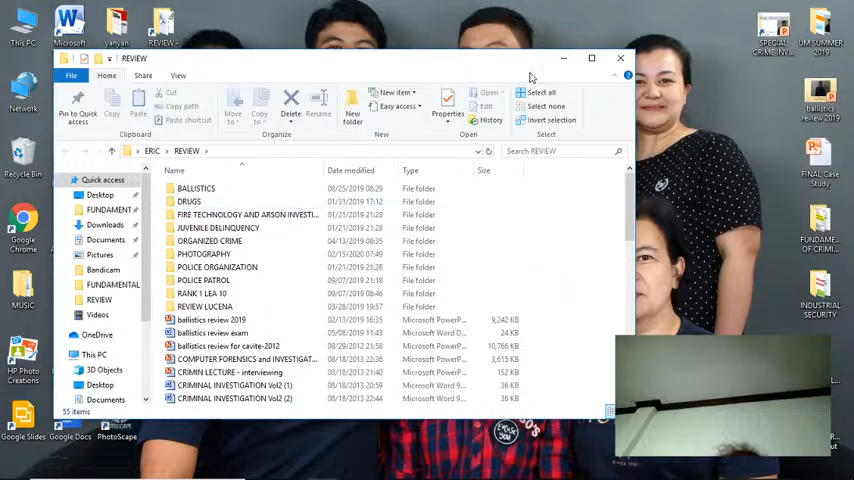 This PC
Microsoft
yanyan
REVIEW -
SPECIAL CRIME INV...
UM SUMMER 2019
REVIEW
File
Home
Share
View
Pin to Quick access
Copy
Paste
Cut
Copy path
Paste shortcut
Clipboard
Move to
Copy to
Delete
Rename
Organize
New folder
New item
Easy access
New
Properties
Open
Edit
History
Open
Select all
Select none
Invert selection
Select
Network
ballistics review 2019
ERIC > REVIEW >
Search REVIEW
Name
Date modified
Type
Size
Quick access
Desktop
FUNDAMENT
Downloads
Documents
Pictures
Bandicam
FUNDAMENTAL
REVIEW
Videos
OneDrive
This PC
3D Objects
Desktop
Documents
BALLISTICS 08/25/2019 08:29 File folder
DRUGS 01/31/2019 17:12 File folder
FIRE TECHNOLOGY AND ARSON INVESTI... 01/21/2019 21:28 File folder
JUVENILE DELINQUENCY 01/21/2019 21:28 File folder
ORGANIZED CRIME 04/13/2019 08:35 File folder
PHOTOGRAPHY 02/15/2020 07:49 File folder
POLICE ORGANIZATION 01/21/2019 21:28 File folder
POLICE PATROL 09/07/2019 21:28 File folder
RANK 1 LEA 10 09/07/2019 08:46 File folder
REVIEW LUCENA 03/28/2019 19:57 File folder
ballistics review 2019 02/13/2019 16:35 Microsoft PowerP... 9,242 KB
ballistics review exam 05/08/2019 11:43 Microsoft Word D... 24 KB
ballistics review for cavite-2012 08/29/2012 21:58 Microsoft PowerP... 10,766 KB
COMPUTER FORENSICS and INVESTIGAT... 08/18/2013 22:36 Microsoft PowerP... 3,615 KB
CRIMIN LECTURE - interviewing 08/18/2013 21:40 Microsoft PowerP... 152 KB
CRIMINAL INVESTIGATION Vol2 (1) 08/18/2013 20:59 Microsoft Word 9... 36 KB
CRIMINAL INVESTIGATION Vol2 (2) 08/18/2013 22:44 Microsoft Word 9... 36 KB
55 items
Recycle Bin
Google Chrome
MUSIC
HP Photo Creations
Google Slides
Google Docs
PhotoScape
FINAL Case Study
FUNDAME... OF CRIMI...
INDUSTRIAL SECURITY
EXCUSE YOU